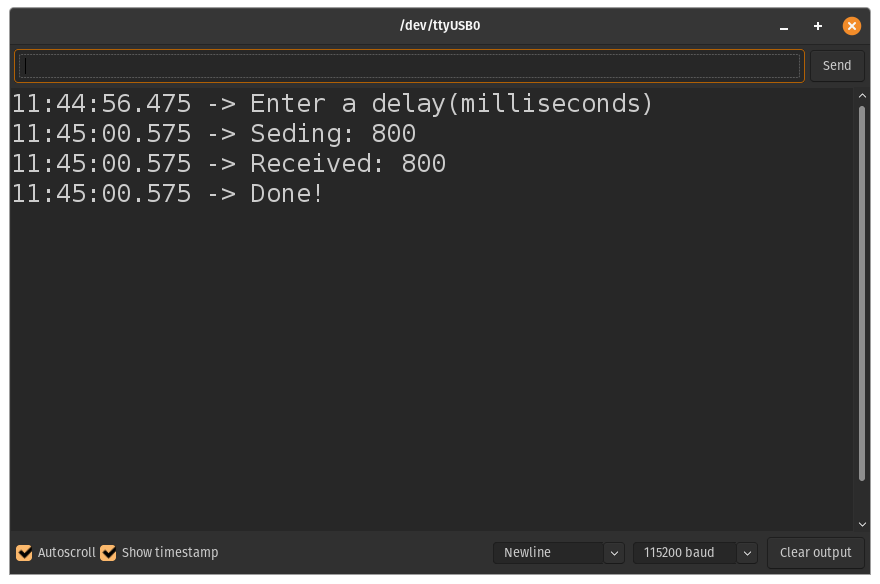 /dev/ttyUSB0
Send
11:44:56.475 -> Enter a delay(milliseconds)
11:45:00.575 -> Seding: 800
11:45:00.575 -> Received: 800
11:45:00.575 -> Done!
Autoscroll Show timestamp Newline 115200 baud Clear output